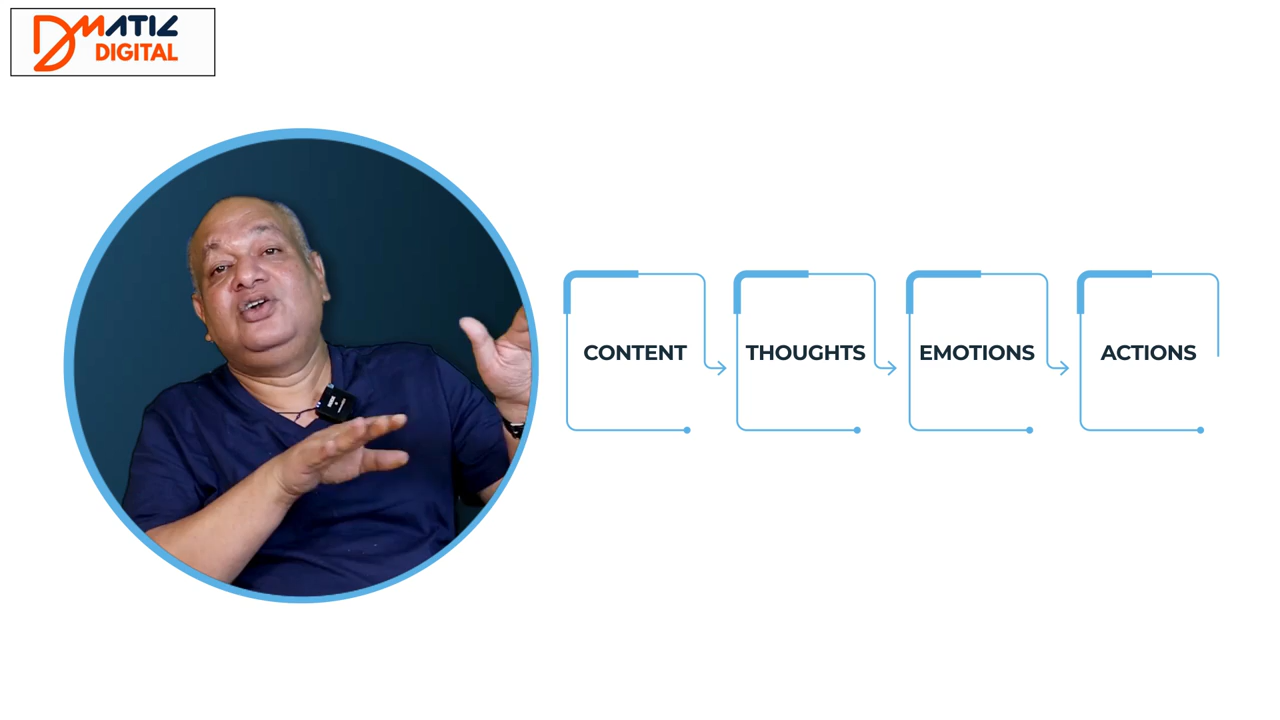 DMATIC
DIGITAL
CONTENT
THOUGHTS
EMOTIONS
ACTIONS